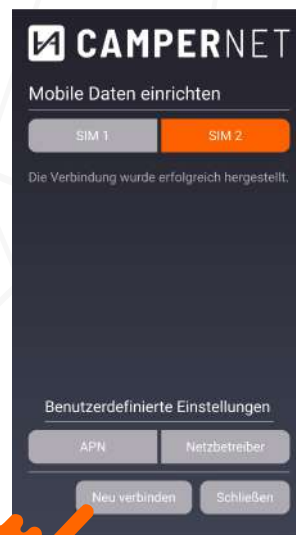 CAMPERNET
Mobile Daten einrichten
SIM 1 SIM 2
Die Verbindung wurde erfolgreich hergestellt.
Benutzerdefinierte Einstellungen
APN Netzbetreiber
Neu verbinden Schließen